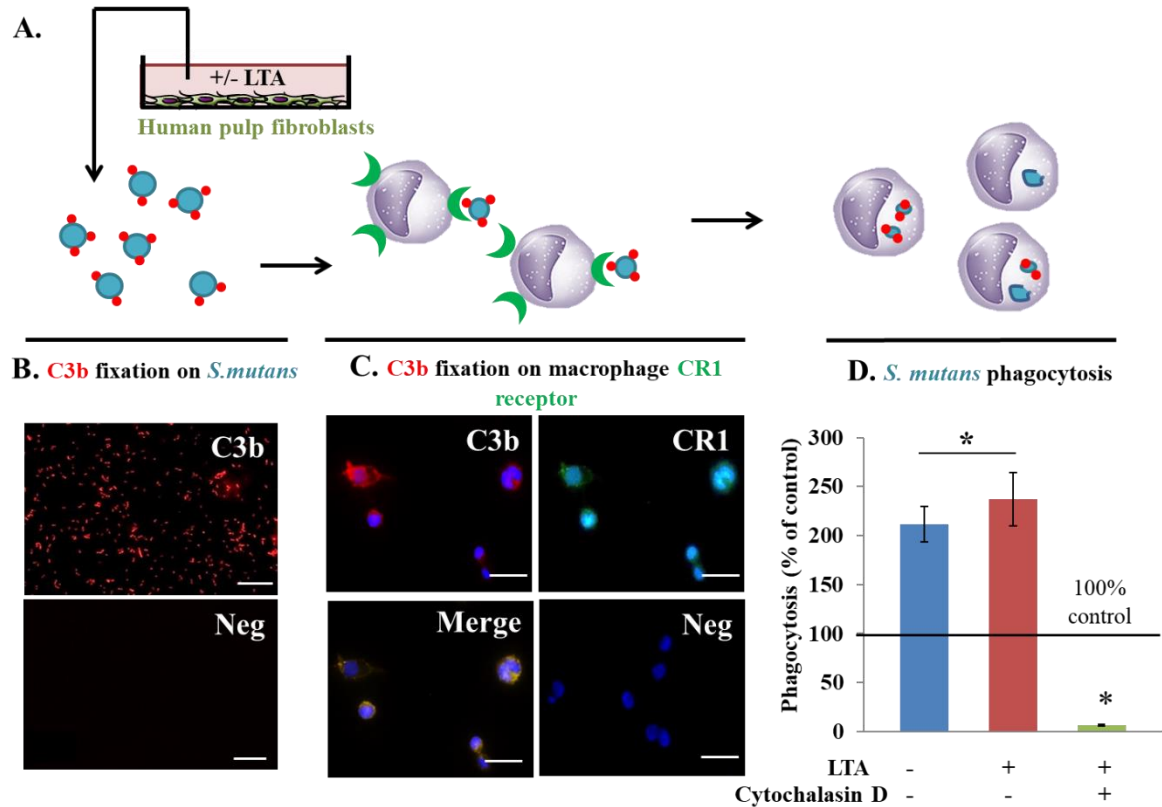 A.
+/- LTA
Human pulp fibroblasts
B. C3b fixation on S.mutans
C. C3b fixation on macrophage CR1
receptor
D. S. mutans phagocytosis
C3b
Neg
C3b
CR1
Merge
Neg
Phagocytosis (% of control)
300
250
200
150
100
50
0
*
100%
control
*
LTA - + +
Cytochalasin D - - +